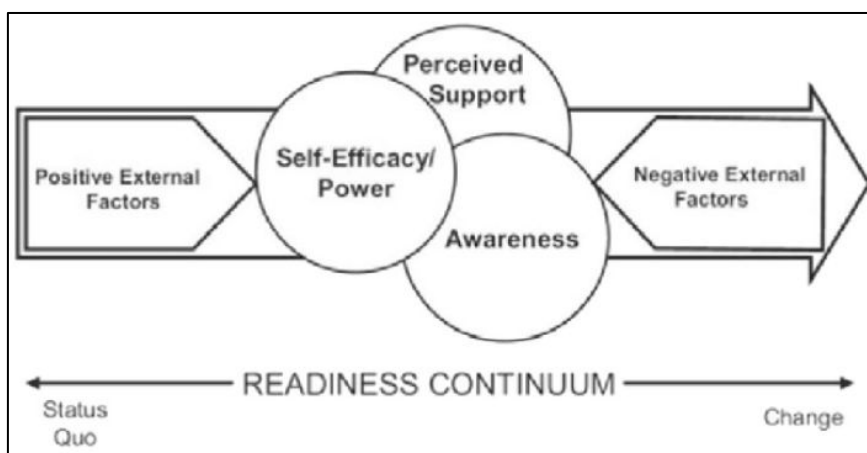 Perceived
Support
Self-Efficacy/
Power
Positive External
Factors
Negative External
Factors
Awareness
READINESS CONTINUUM
Status
Quo
Change